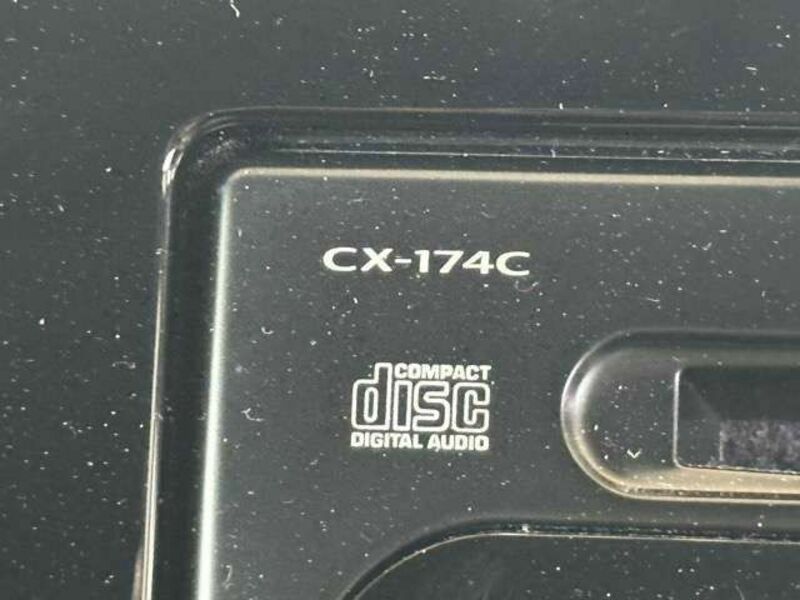 CX-174C
COMPACT
disc
DIGITAL AUDIO